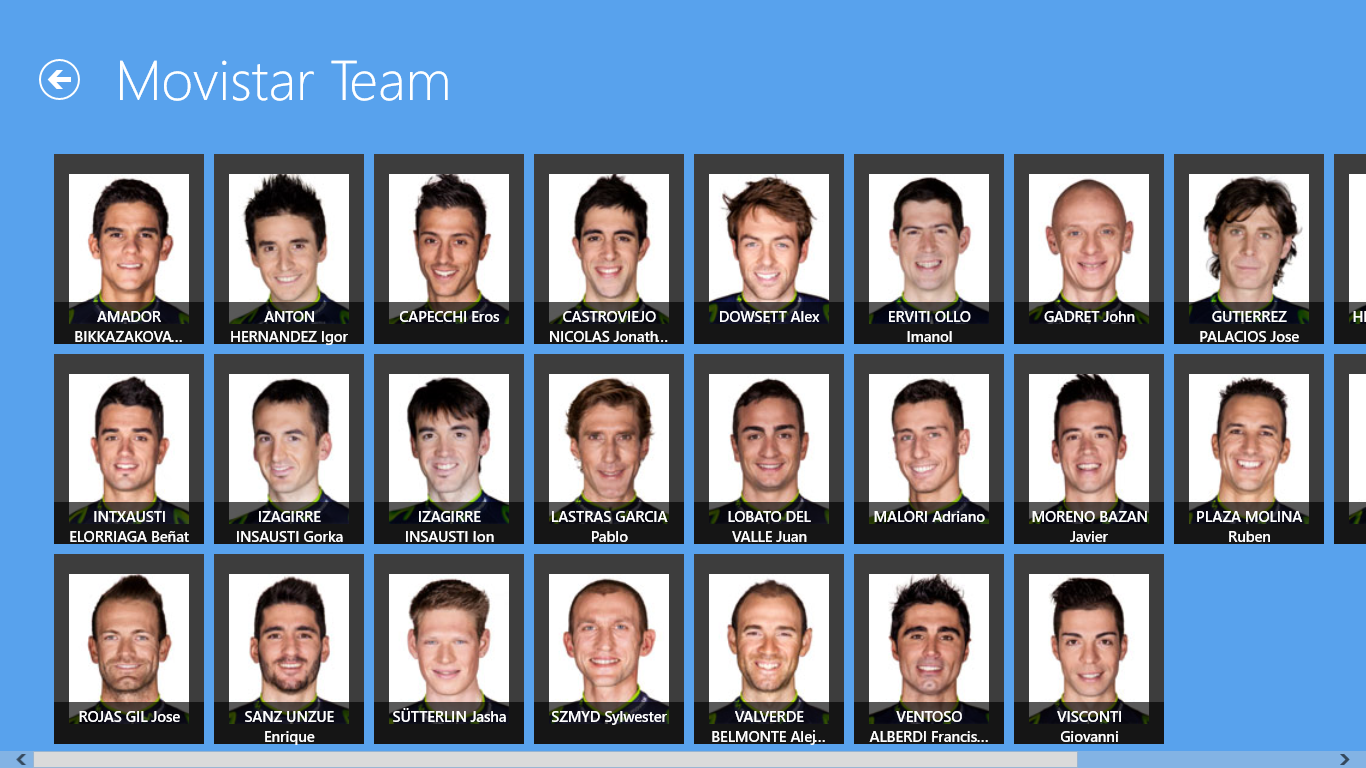 Movistar Team
AMADOR
BIKKAZAKOVA...
ANTON
HERNANDEZ Igor
CAPECCHI Eros
CASTROVIEJO
NICOLAS Jonath...
DOWSETT Alex
ERVITI OLLO
Imanol
GADRET John
GUTIERREZ
PALACIOS Jose
INTXAUSTI
ELORRIAGA Beñat
IZAGIRRE
INSAUSTI Gorka
IZAGIRRE
INSAUSTI Ion
LASTRAS GARCIA
Pablo
LOBATO DEL
VALLE Juan
MALORI Adriano
MORENO BAZAN
Javier
PLAZA MOLINA
Ruben
ROJAS GIL Jose
SANZ UNZUE
Enrique
SÜTTERLIN Jasha
SZMYD Sylwester
VALVERDE
BELMONTE Alej...
VENTOSO
ALBERDI Francis...
VISCONTI
Giovanni